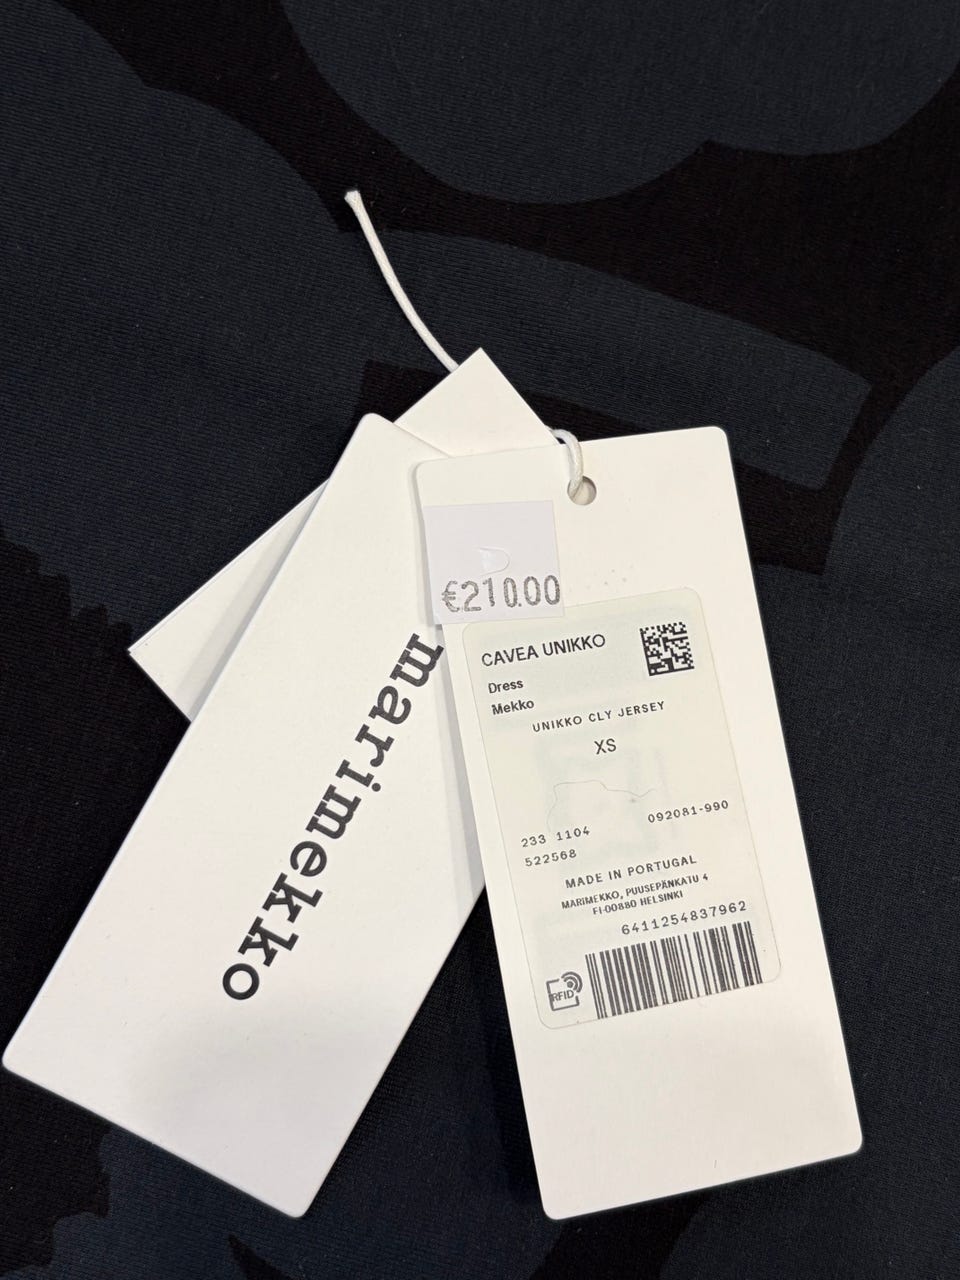 €210.00
marimekko
CAVEA UNIKKO
Dress
Mekko
UNIKKO CLY JERSEY
XS
233 1104
092081-990
522568
MADE IN PORTUGAL
MARIMEKKO, PUUSEPÄNKATU 4
FI-00880 HELSINKI
6411254837962
RFID